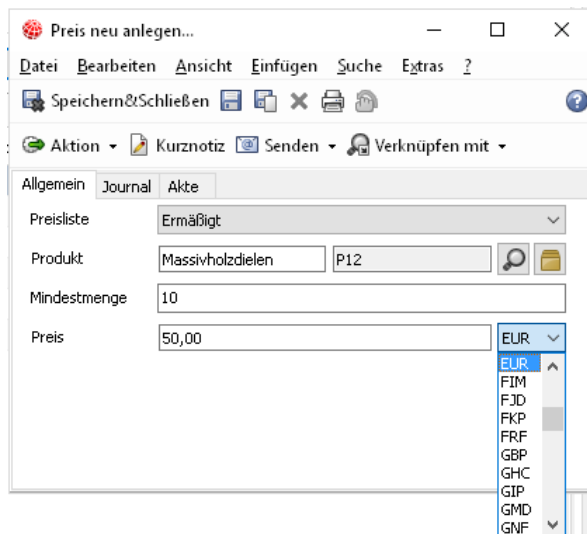 Preis neu anlegen...
Datei Bearbeiten Ansicht Einfügen Suche Extras ?
Speichern&Schließen
Aktion Kurznotiz Senden Verknüpfen mit
Allgemein Journal Akte
Preisliste Ermäßigt
Produkt Massivholzdielen P12
Mindestmenge 10
Preis 50,00 EUR
EUR
FIM
FJD
FKP
FRF
GBP
GHC
GIP
GMD
GNF